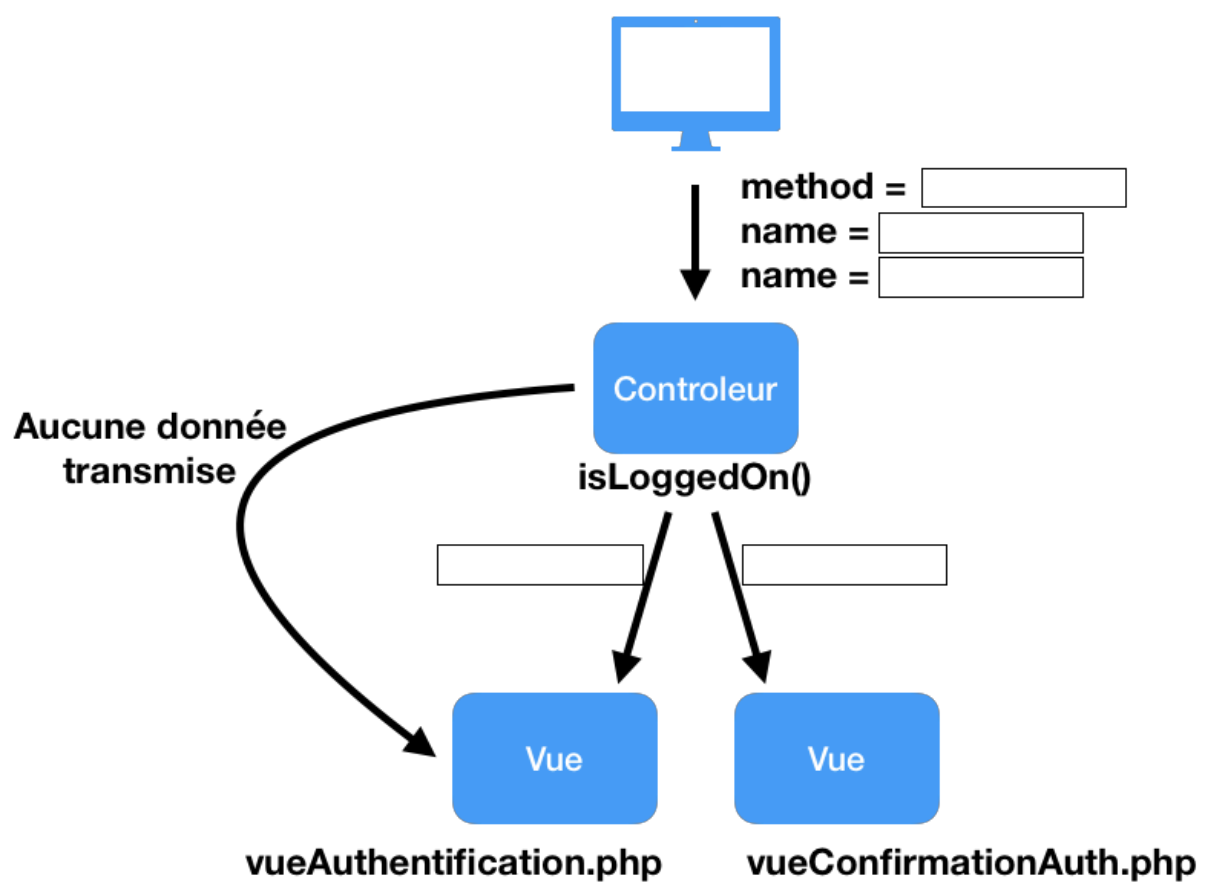 method =
name =
name =
Controleur
Aucune donnée
transmise
isLoggedOn()
Vue
Vue
vueAuthentification.php
vueConfirmationAuth.php